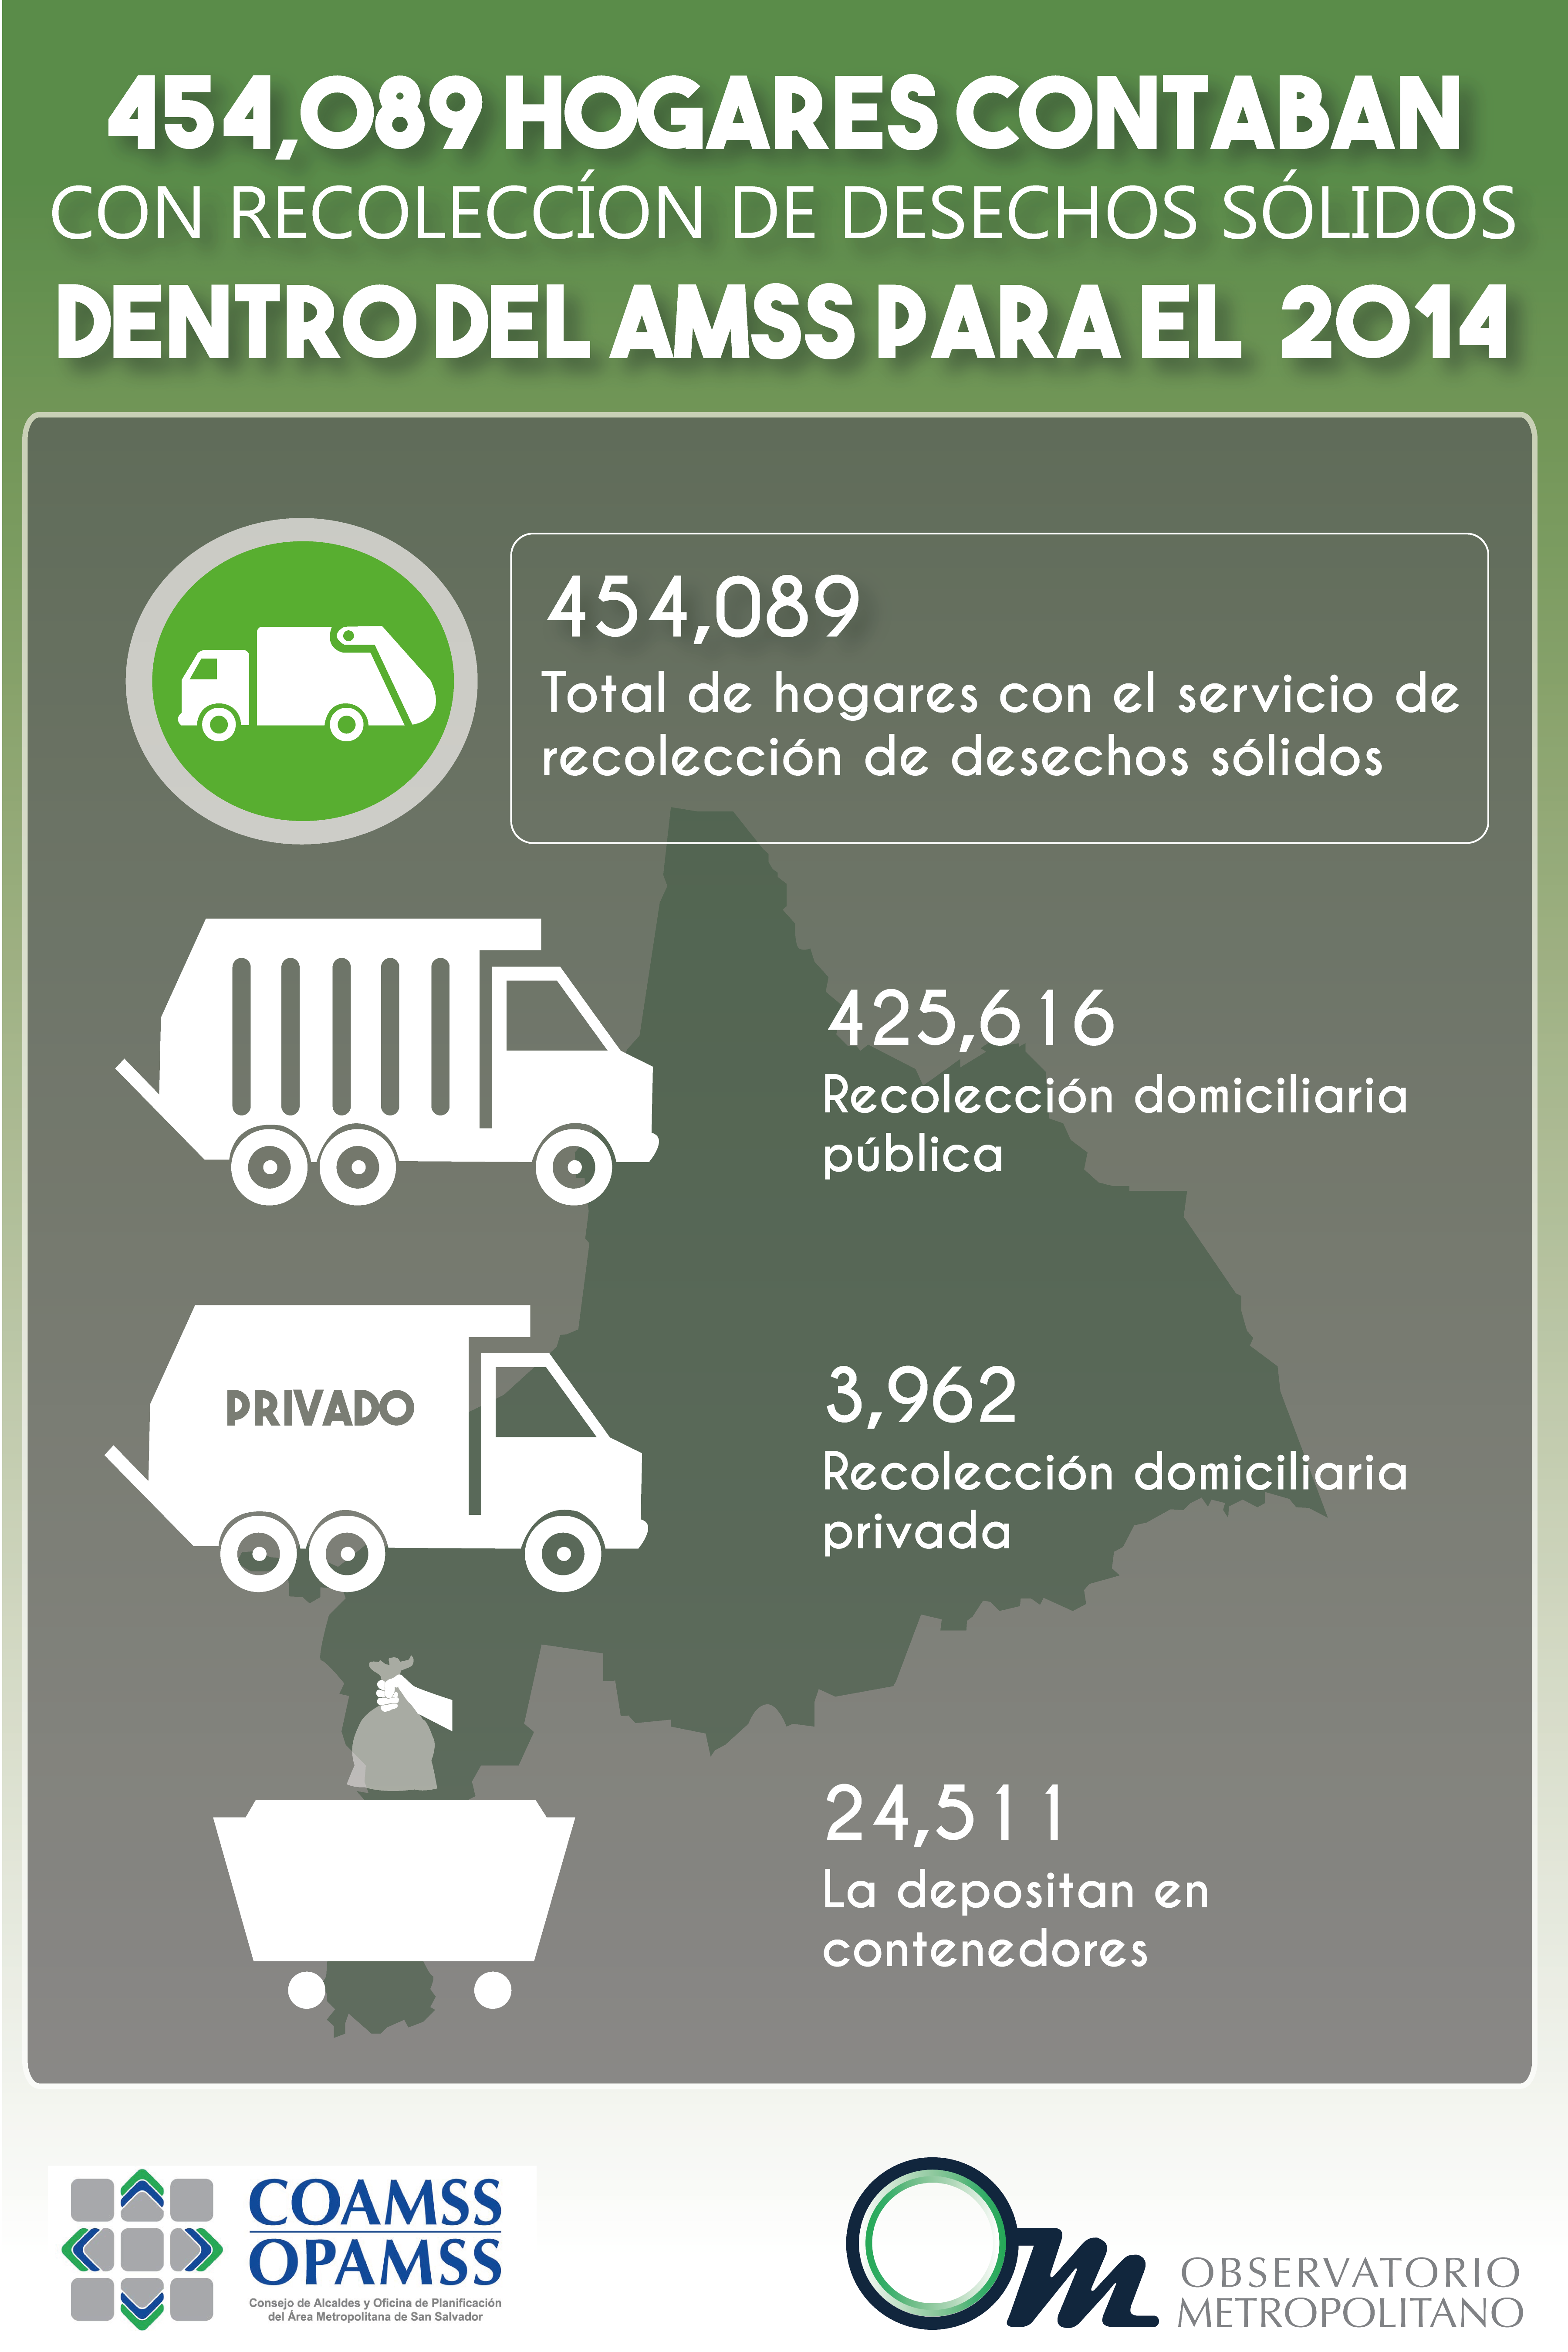 454,089 HOGARES CONTABAN
CON RECOLECCÍON DE DESECHOS SÓLIDOS
DENTRO DEL AMSS PARA EL 2014
454,089
Total de hogares con el servicio de
recolección de desechos sólidos
425,616
Recolección domiciliaria
pública
PRIVADO
3,962
Recolección domiciliaria
privada
24,511
La depositan en
contenedores
COAMSS
OPAMSS
Consejo de Alcaldes y Oficina de Planificación
del Área Metropolitana de San Salvador
Om
OBSERVATORIO
METROPOLITANO